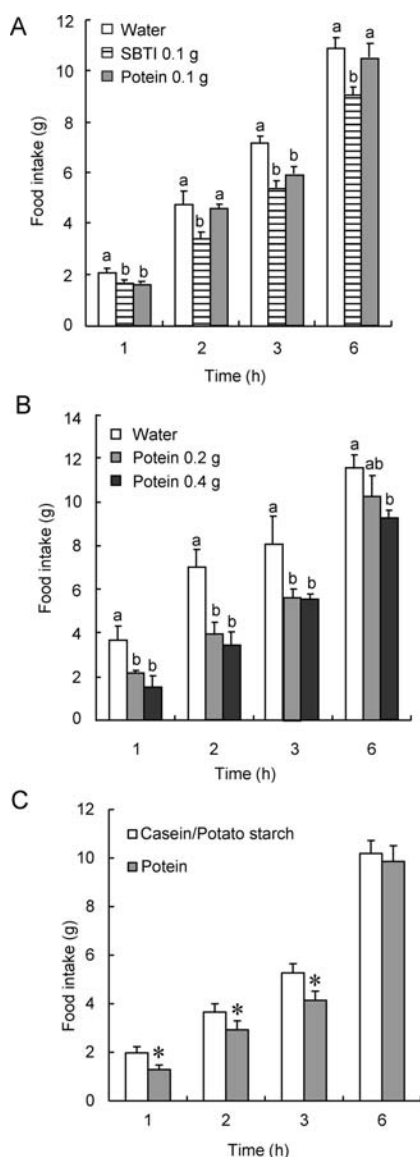 A
Water
SBTI 0.1 g
Potein 0.1 g
Food intake (g)
12
10
8
6
4
2
0
a b b
a b a
a b b
a b a
1 2 3 6
Time (h)
B
Water
Potein 0.2 g
Potein 0.4 g
Food intake (g)
14
12
10
8
6
4
2
0
a b b
a b b
a b b
a ab b
1 2 3 6
Time (h)
C
Casein/Potato starch
Potein
Food intake (g)
12
10
8
6
4
2
0
* * *
1 2 3 6
Time (h)